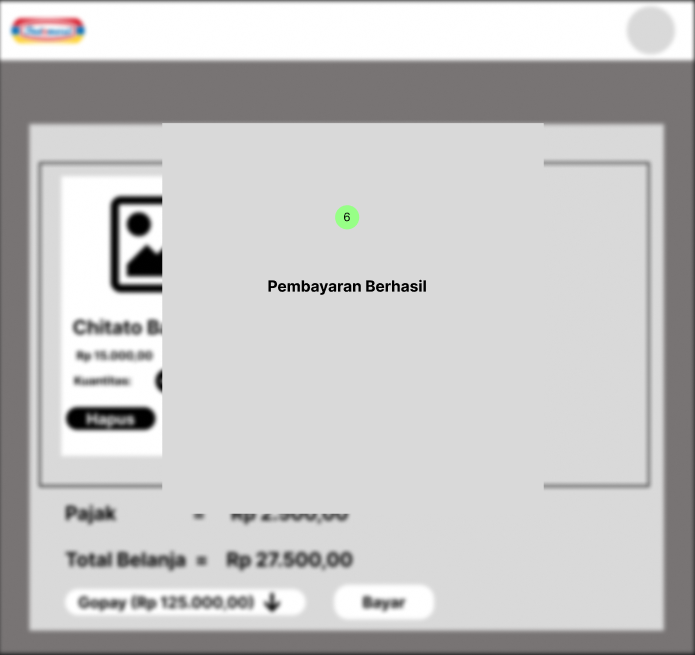 6
Pembayaran Berhasil
Chitato
Rp 15.000,00
Kuantitas:
Hapus
Pajak =
Total Belanja = Rp 27.500,00
Gopay (Rp 125.000,00)
Bayar